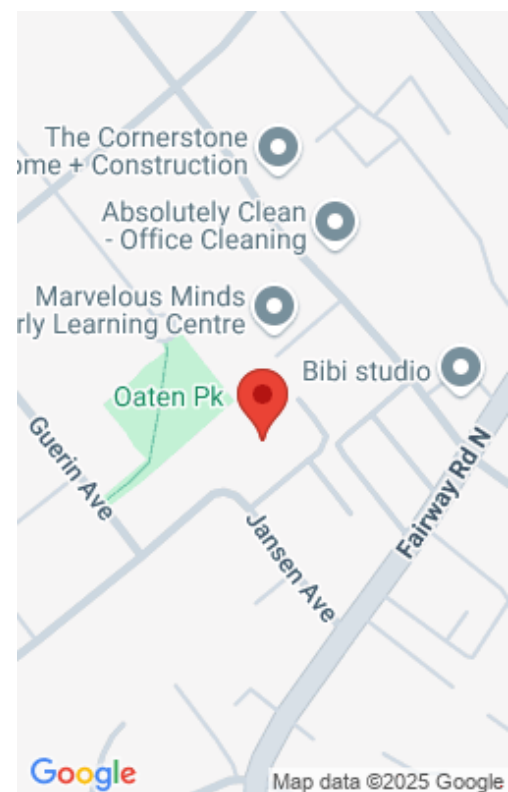 The Cornerstone
ome + Construction
Absolutely Clean
- Office Cleaning
Marvelous Minds
rly Learning Centre
Oaten Pk
Bibi studio
Guerin Ave
Fairway Rd N
Jansen Ave
Google
Map data ©2025 Google